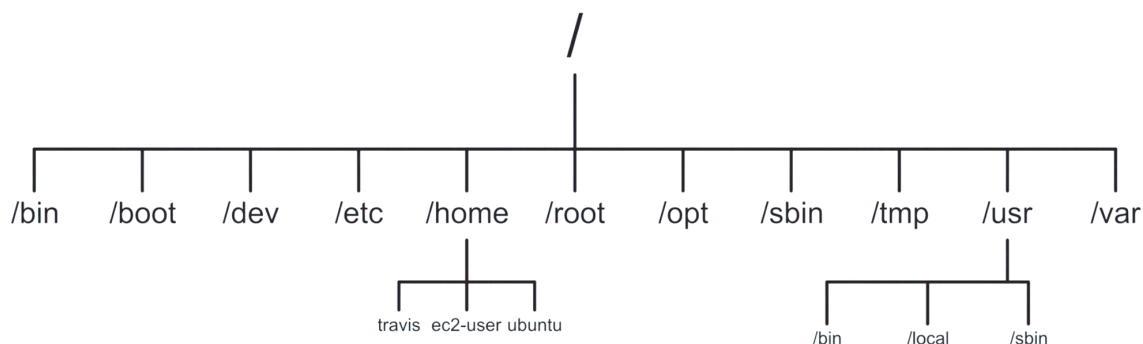 /
/bin /boot /dev /etc /home /root /opt /sbin /tmp /usr /var
travis ec2-user ubuntu
/bin /local /sbin